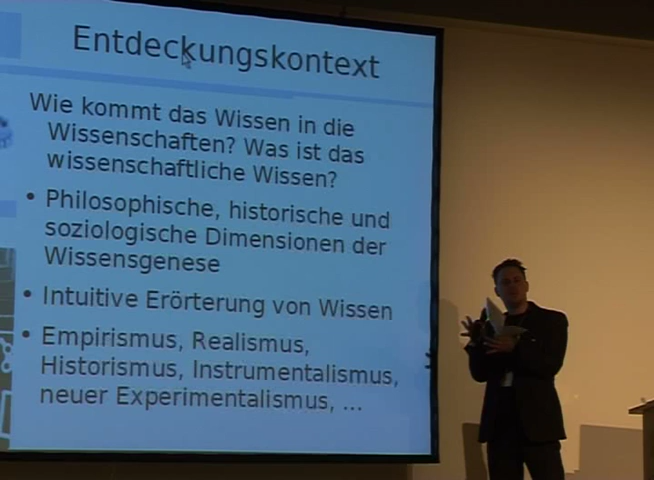 Entdeckungskontext
Wie kommt das Wissen in die
Wissenschaften? Was ist das
wissenschaftliche Wissen?
• Philosophische, historische und
soziologische Dimensionen der
Wissensgenese
• Intuitive Erörterung von Wissen
• Empirismus, Realismus,
Historismus, Instrumentalismus,
neuer Experimentalismus, ...